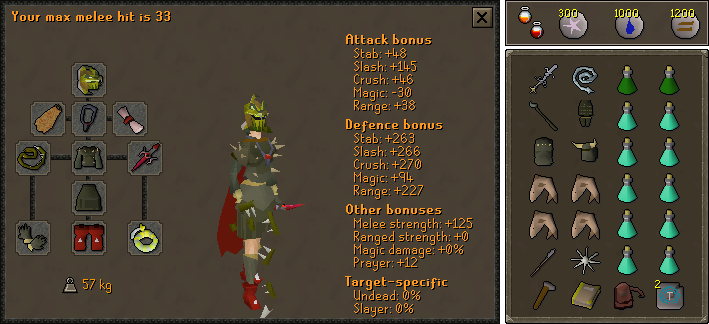 Your max melee hit is 33
Attack bonus
Stab: +48
Slash: +145
Crush: +46
Magic: -30
Range: +38
Defence bonus
Stab: +263
Slash: +266
Crush: +270
Magic: +94
Range: +227
Other bonuses
Melee strength: +125
Ranged strength: +0
Magic damage: +0%
Prayer: +12
Target-specific
Undead: 0%
Slayer: 0%
57 kg
300
1000
1200
2
T